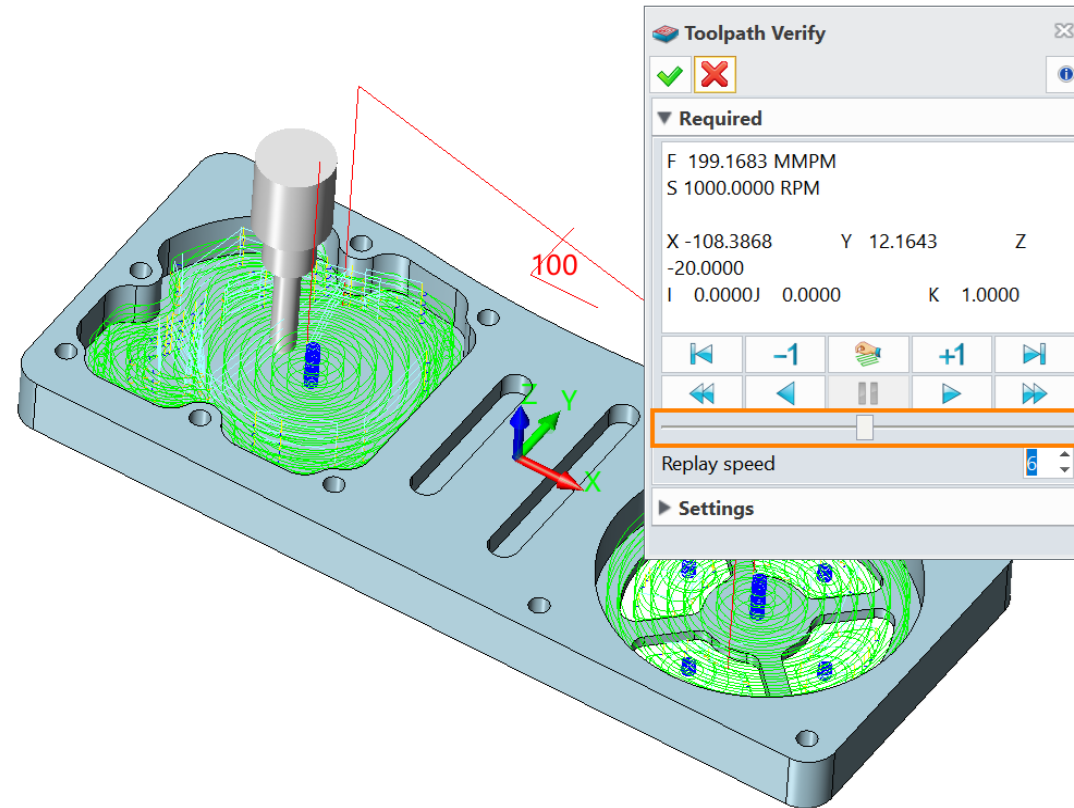 Toolpath Verify
Required
F 199.1683 MMPM
S 1000.0000 RPM
X -108.3868 Y 12.1643 Z
-20.0000
I 0.0000J 0.0000 K 1.0000
-1 +1
Replay speed 6
Settings
100
Z
Y
X